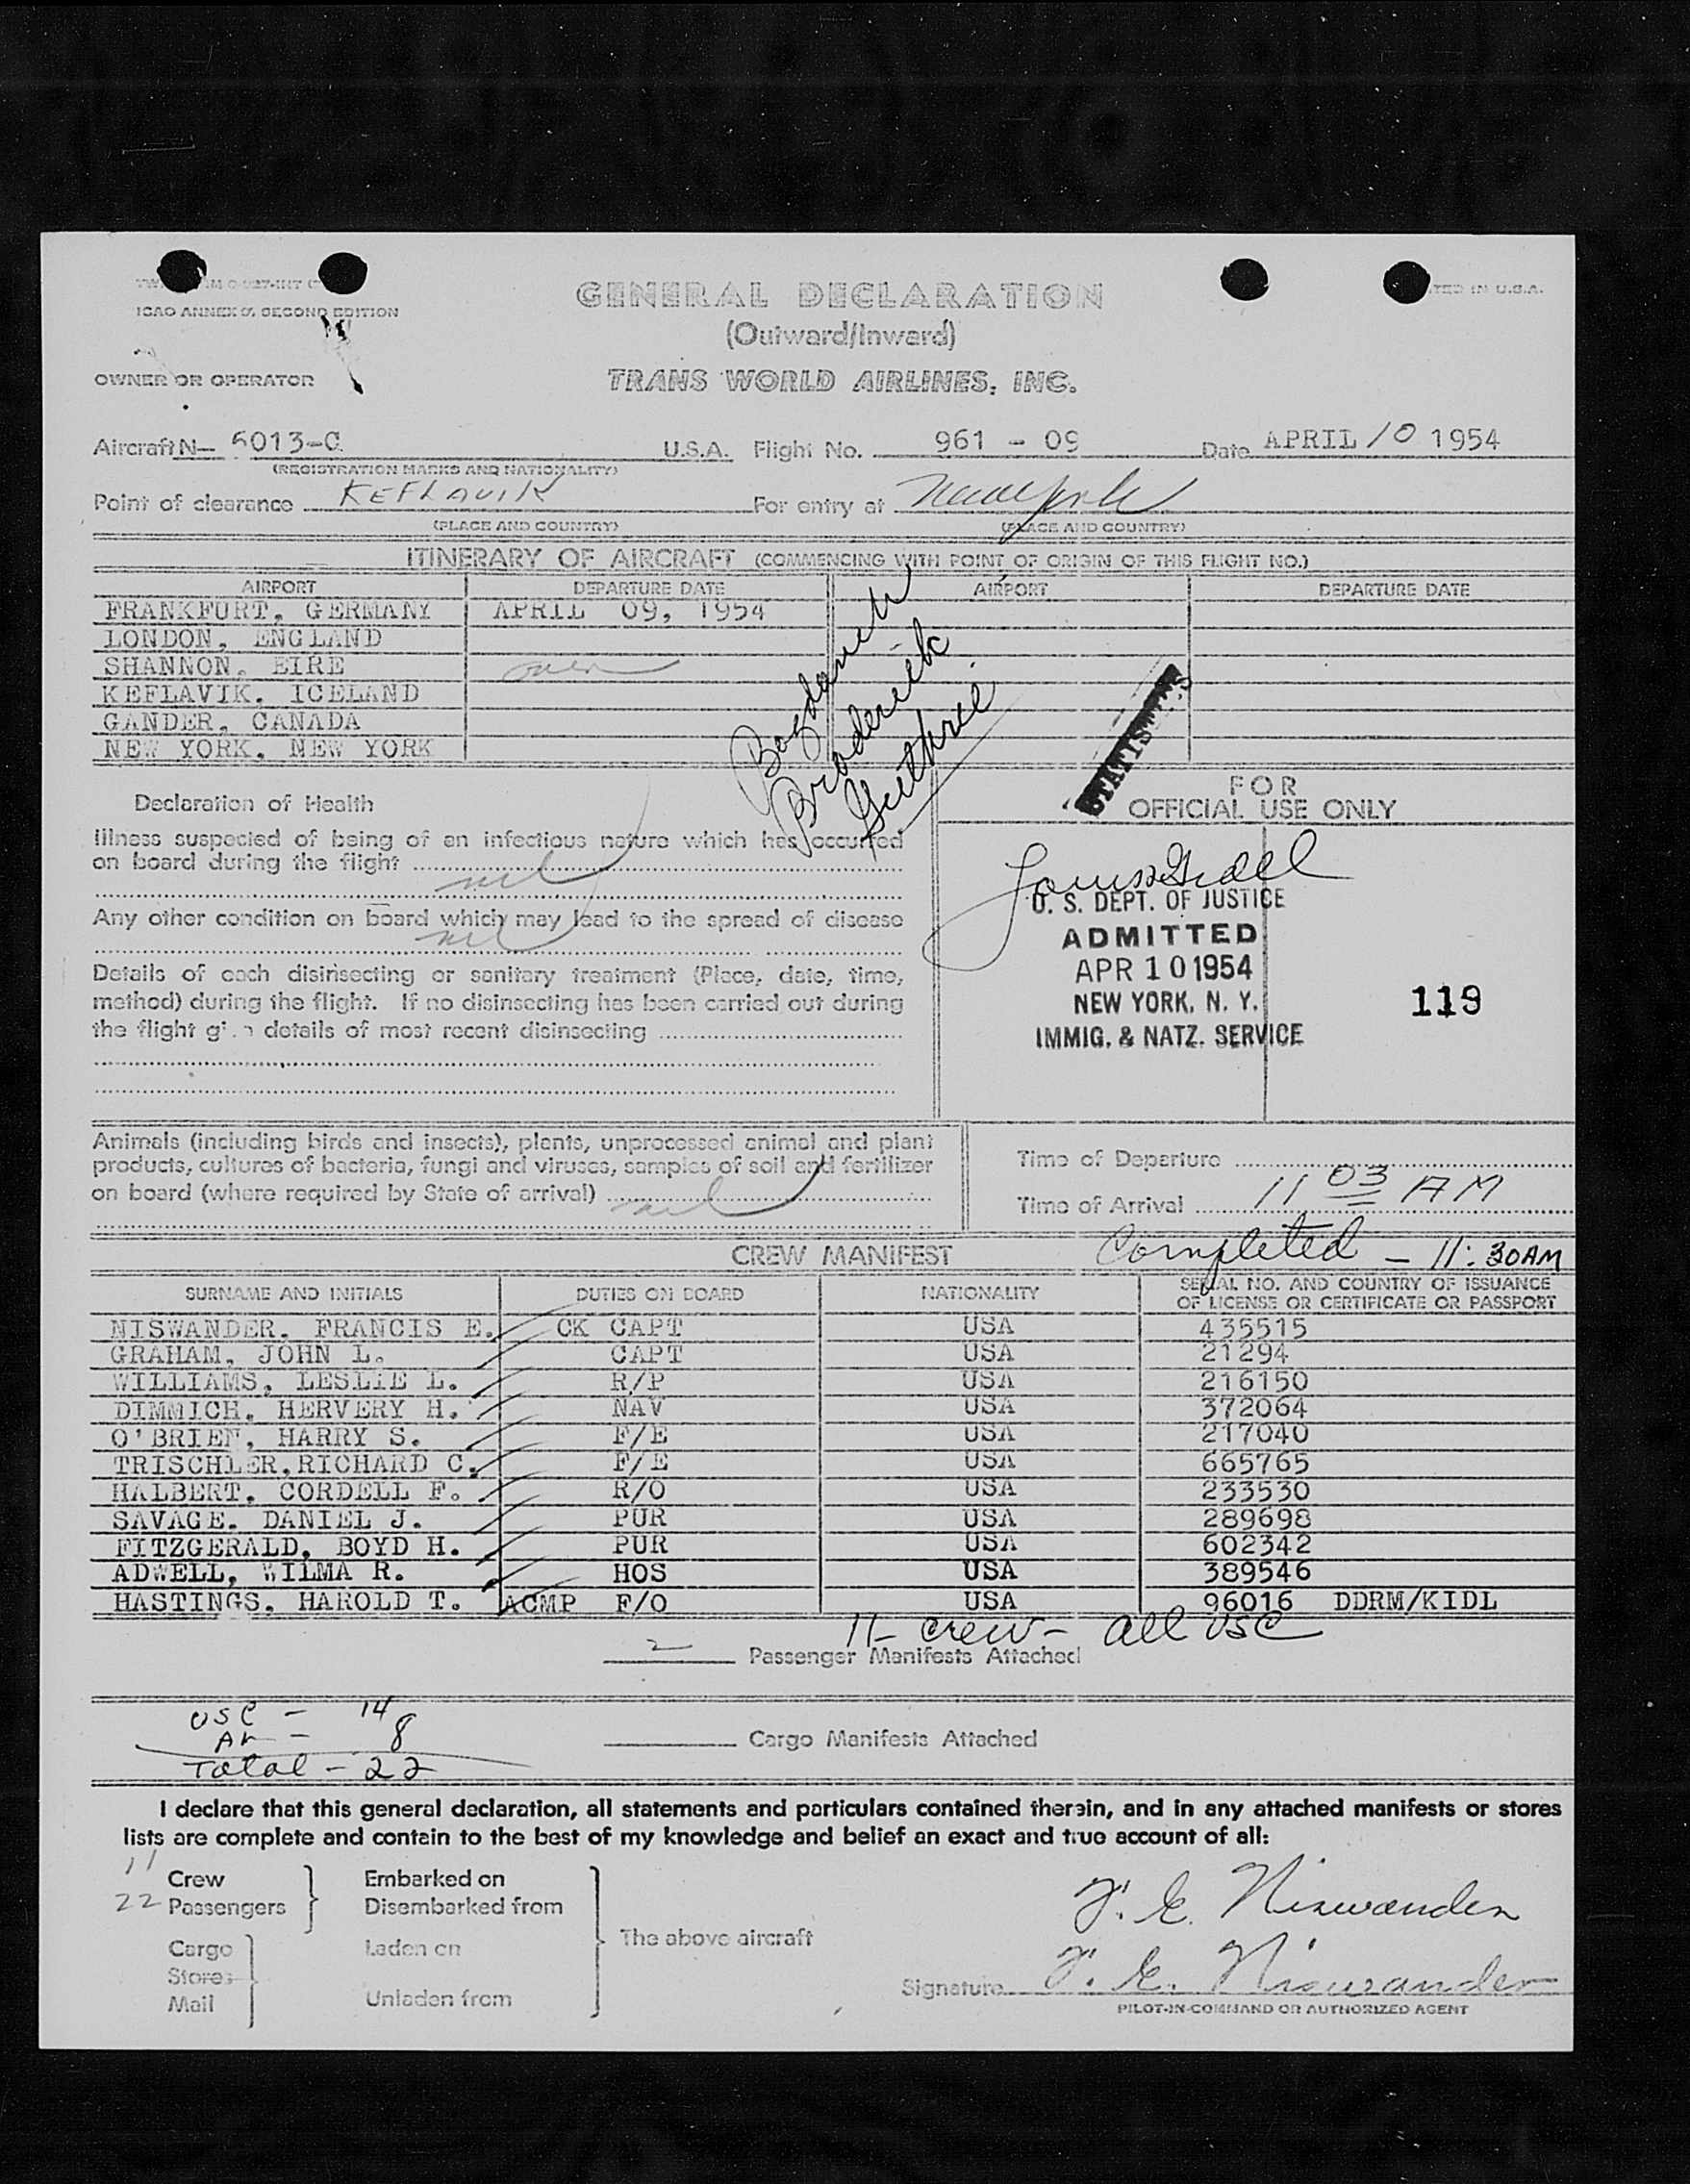 ICAO ANNEX 9, SECOND EDITION
TED IN U.S.A.
GENERAL DECLARATION
(Outward/Inward)
OWNER OR OPERATOR
TRANS WORLD AIRLINES, INC.
Aircraft N— 6013-C U.S.A. Flight No. 961 - 09 Date APRIL 10 1954
(REGISTRATION MARKS AND NATIONALITY)
Point of clearance KEFLAVIK For entry at New York
(PLACE AND COUNTRY) (PLACE AND COUNTRY)
ITINERARY OF AIRCRAFT (COMMENCING WITH POINT OF ORIGIN OF THIS FLIGHT NO.)
AIRPORT DEPARTURE DATE AIRPORT DEPARTURE DATE
FRANKFURT, GERMANY APRIL 09, 1954
LONDON, ENGLAND
SHANNON, EIRE over
KEFLAVIK, ICELAND
GANDER, CANADA
NEW YORK, NEW YORK
Broderick
Guthrie
STATISTICS
FOR
OFFICIAL USE ONLY
Declaration of Health
Illness suspected of being of an infectious nature which has occurred
on board during the flight nil
Any other condition on board which may lead to the spread of disease
nil
Details of each disinsecting or sanitary treatment (Place, date, time,
method) during the flight. If no disinsecting has been carried out during
the flight give details of most recent disinsecting
U. S. DEPT. OF JUSTICE
ADMITTED
APR 10 1954
NEW YORK, N. Y.
IMMIG. & NATZ. SERVICE
119
Animals (including birds and insects), plants, unprocessed animal and plant
products, cultures of bacteria, fungi and viruses, samples of soil and fertilizer
on board (where required by State of arrival) nil
Time of Departure
Time of Arrival 11 03 AM
CREW MANIFEST Completed - 11:30AM
SURNAME AND INITIALS DUTIES ON BOARD NATIONALITY SERIAL NO. AND COUNTRY OF ISSUANCE
OF LICENSE OR CERTIFICATE OR PASSPORT
NISWANDER, FRANCIS E. CK CAPT USA 435515
GRAHAM, JOHN L. CAPT USA 21294
WILLIAMS, LESLIE L. R/P USA 216150
DIMMICH, HERVERY H. NAV USA 372064
O'BRIEN, HARRY S. F/E USA 217040
TRISCHLER, RICHARD C. F/E USA 665765
HALBERT, CORDELL F. R/O USA 233530
SAVAGE, DANIEL J. PUR USA 289698
FITZGERALD, BOYD H. PUR USA 602342
ADWELL, WILMA R. HOS USA 389546
HASTINGS, HAROLD T. ACMP F/O USA 96016 DDRM/KIDL
11- crew- all USC
2 Passenger Manifests Attached
USC - 14
AL - 8
Total - 22
Cargo Manifests Attached
I declare that this general declaration, all statements and particulars contained therein, and in any attached manifests or stores
lists are complete and contain to the best of my knowledge and belief an exact and true account of all:
11 Crew Embarked on
22 Passengers Disembarked from
The above aircraft
Cargo Laden on
Stores
Mail Unladen from
F. E. Niswander
Signature F. E. Niswander
PILOT-IN-COMMAND OR AUTHORIZED AGENT